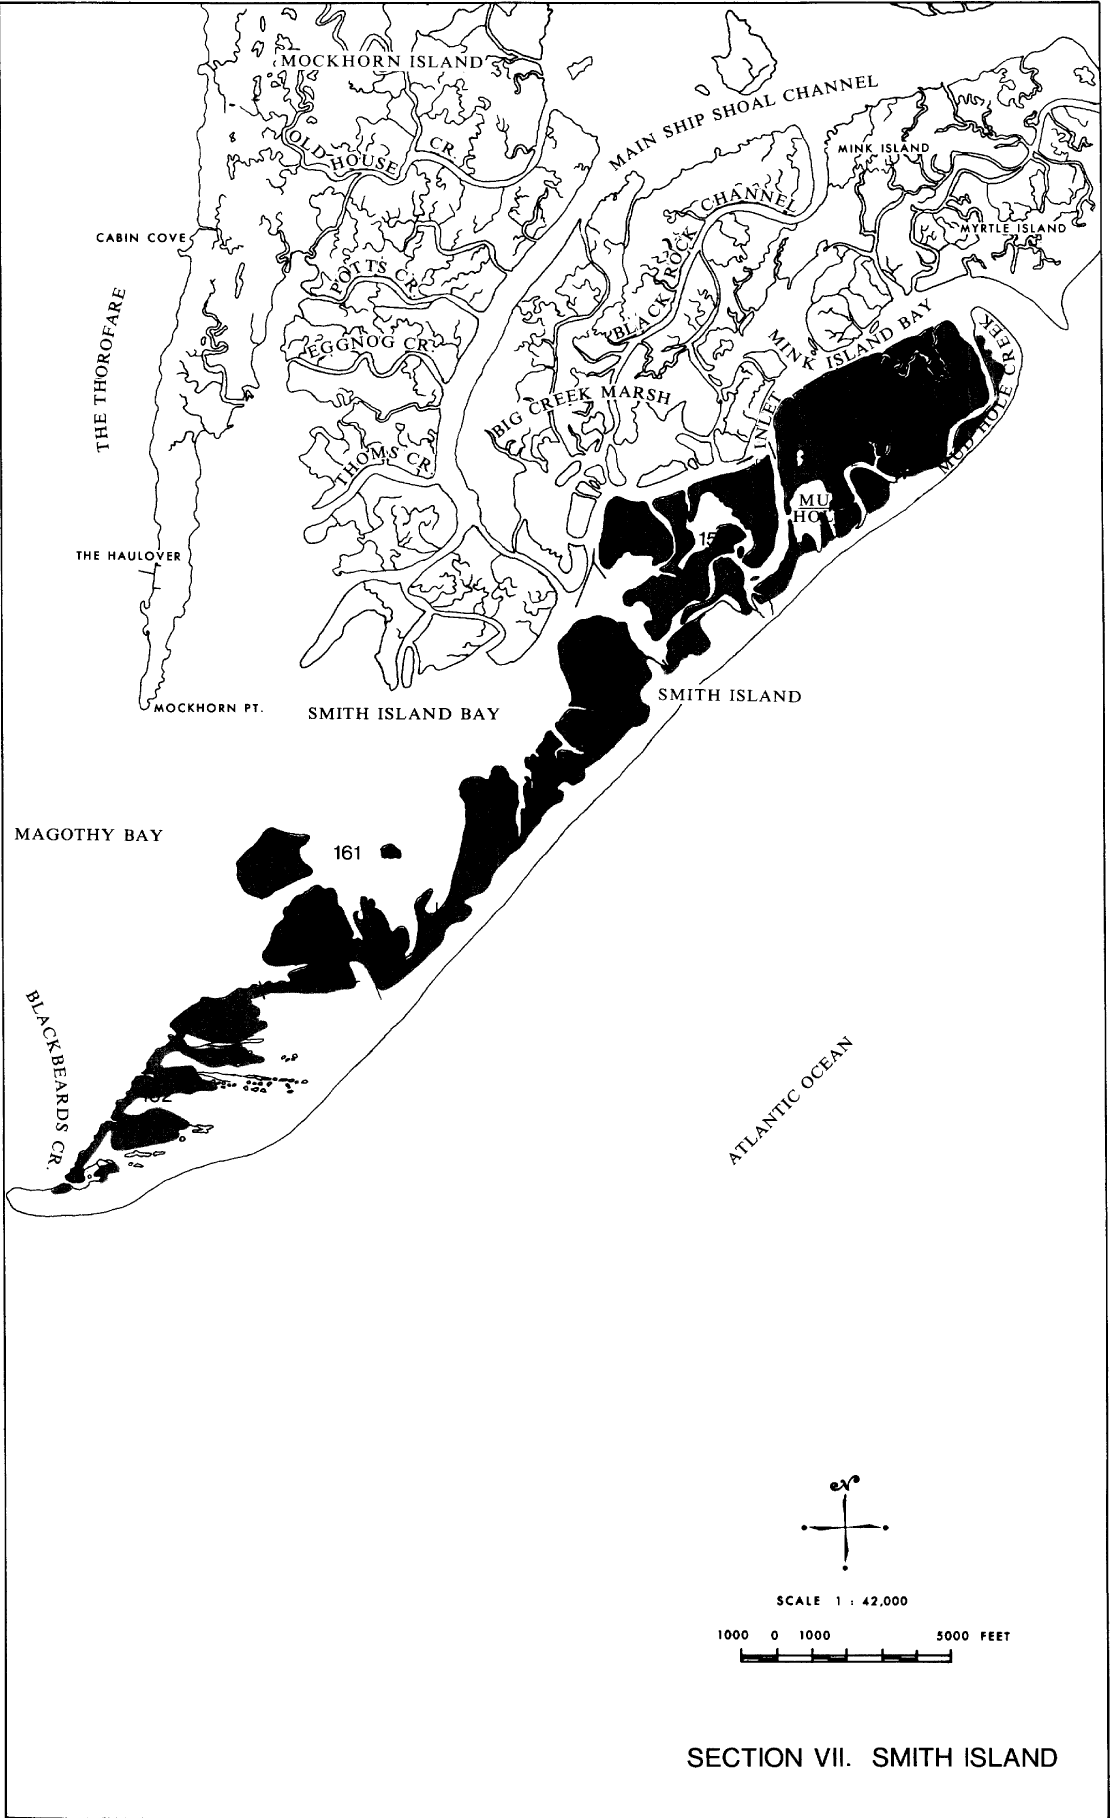 MOCKHORN ISLAND
MAIN SHIP SHOAL CHANNEL
OLD HOUSE CR.
MINK ISLAND
CHANNEL
BLACK ROCK
MYRTLE ISLAND
CABIN COVE
POTTS CR.
THE THOROFARE
EGGNOG CR.
MINK ISLAND BAY
BIG CREEK MARSH
INLET
MUD HOLE CREEK
THOMS CR.
MU
HOL
15
THE HAULOVER
SMITH ISLAND
MOCKHORN PT.
SMITH ISLAND BAY
MAGOTHY BAY
161
BLACKBEARDS CR.
ATLANTIC OCEAN
N
SCALE 1 : 42,000
1000 0 1000 5000 FEET
SECTION VII. SMITH ISLAND